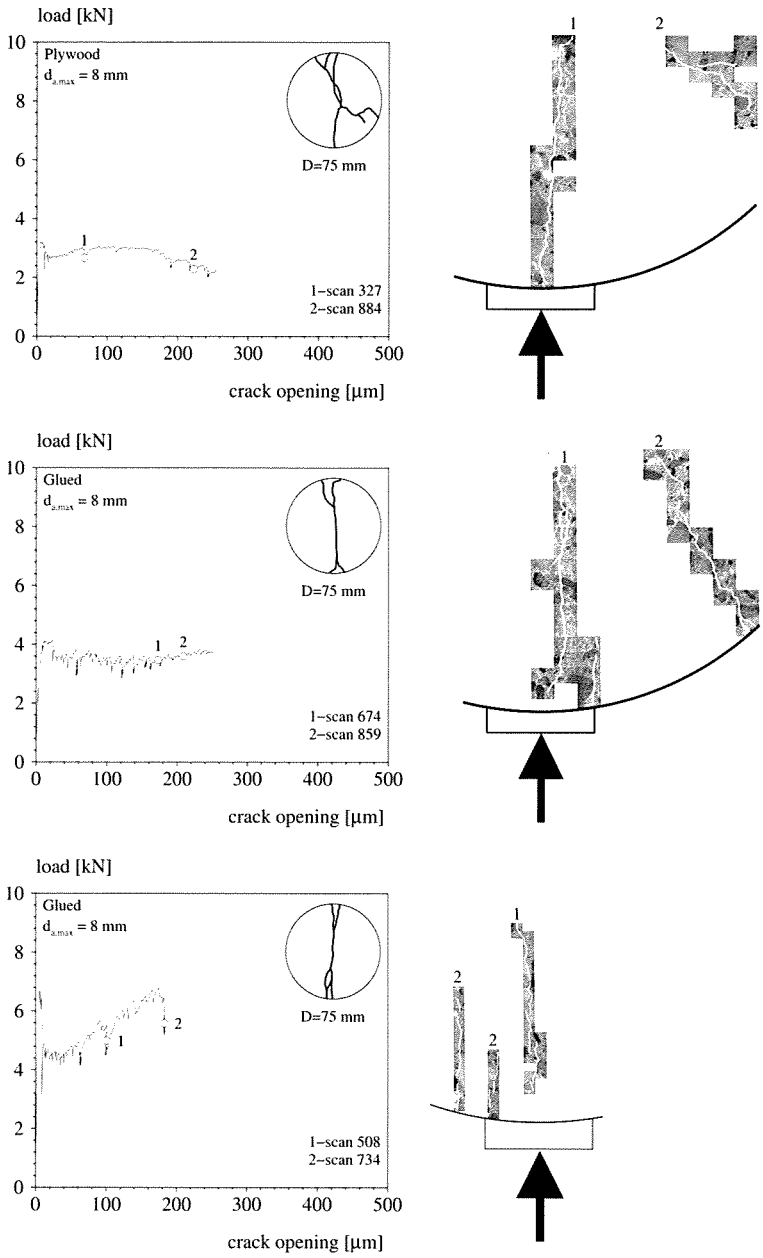 load [kN]
10
8
6
4
2
0
Plywood
d a,max = 8 mm
D=75 mm
1
2
1−scan 327
2−scan 884
0 100 200 300 400 500
crack opening [μm]
1
2
load [kN]
10
8
6
4
2
0
Glued
d a,max = 8 mm
D=75 mm
1
2
1−scan 674
2−scan 859
0 100 200 300 400 500
crack opening [μm]
1
2
load [kN]
10
8
6
4
2
0
Glued
d a,max = 8 mm
D=75 mm
1
2
1−scan 508
2−scan 734
0 100 200 300 400 500
crack opening [μm]
1
2
2